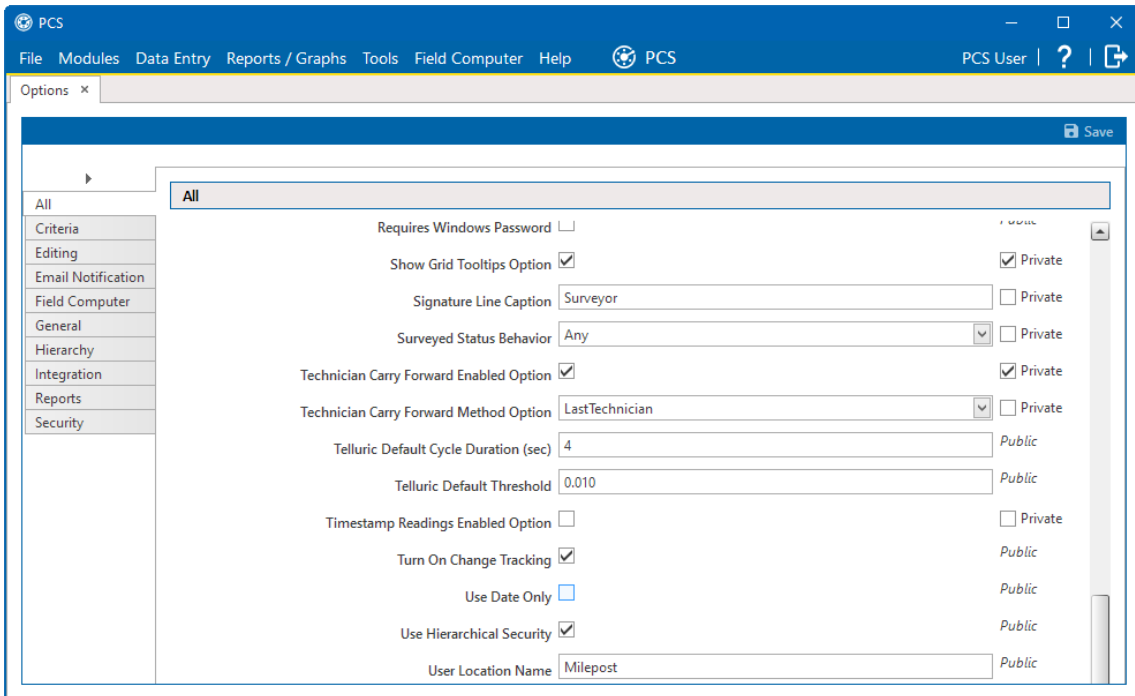 PCS
File Modules Data Entry Reports / Graphs Tools Field Computer Help PCS PCS User | ? |
Options ×
Save
All
Criteria
Editing
Email Notification
Field Computer
General
Hierarchy
Integration
Reports
Security
All
Requires Windows Password Public
Show Grid Tooltips Option Private
Signature Line Caption Surveyor Private
Surveyed Status Behavior Any Private
Technician Carry Forward Enabled Option Private
Technician Carry Forward Method Option LastTechnician Private
Telluric Default Cycle Duration (sec) 4 Public
Telluric Default Threshold 0.010 Public
Timestamp Readings Enabled Option Private
Turn On Change Tracking Public
Use Date Only Public
Use Hierarchical Security Public
User Location Name Milepost Public